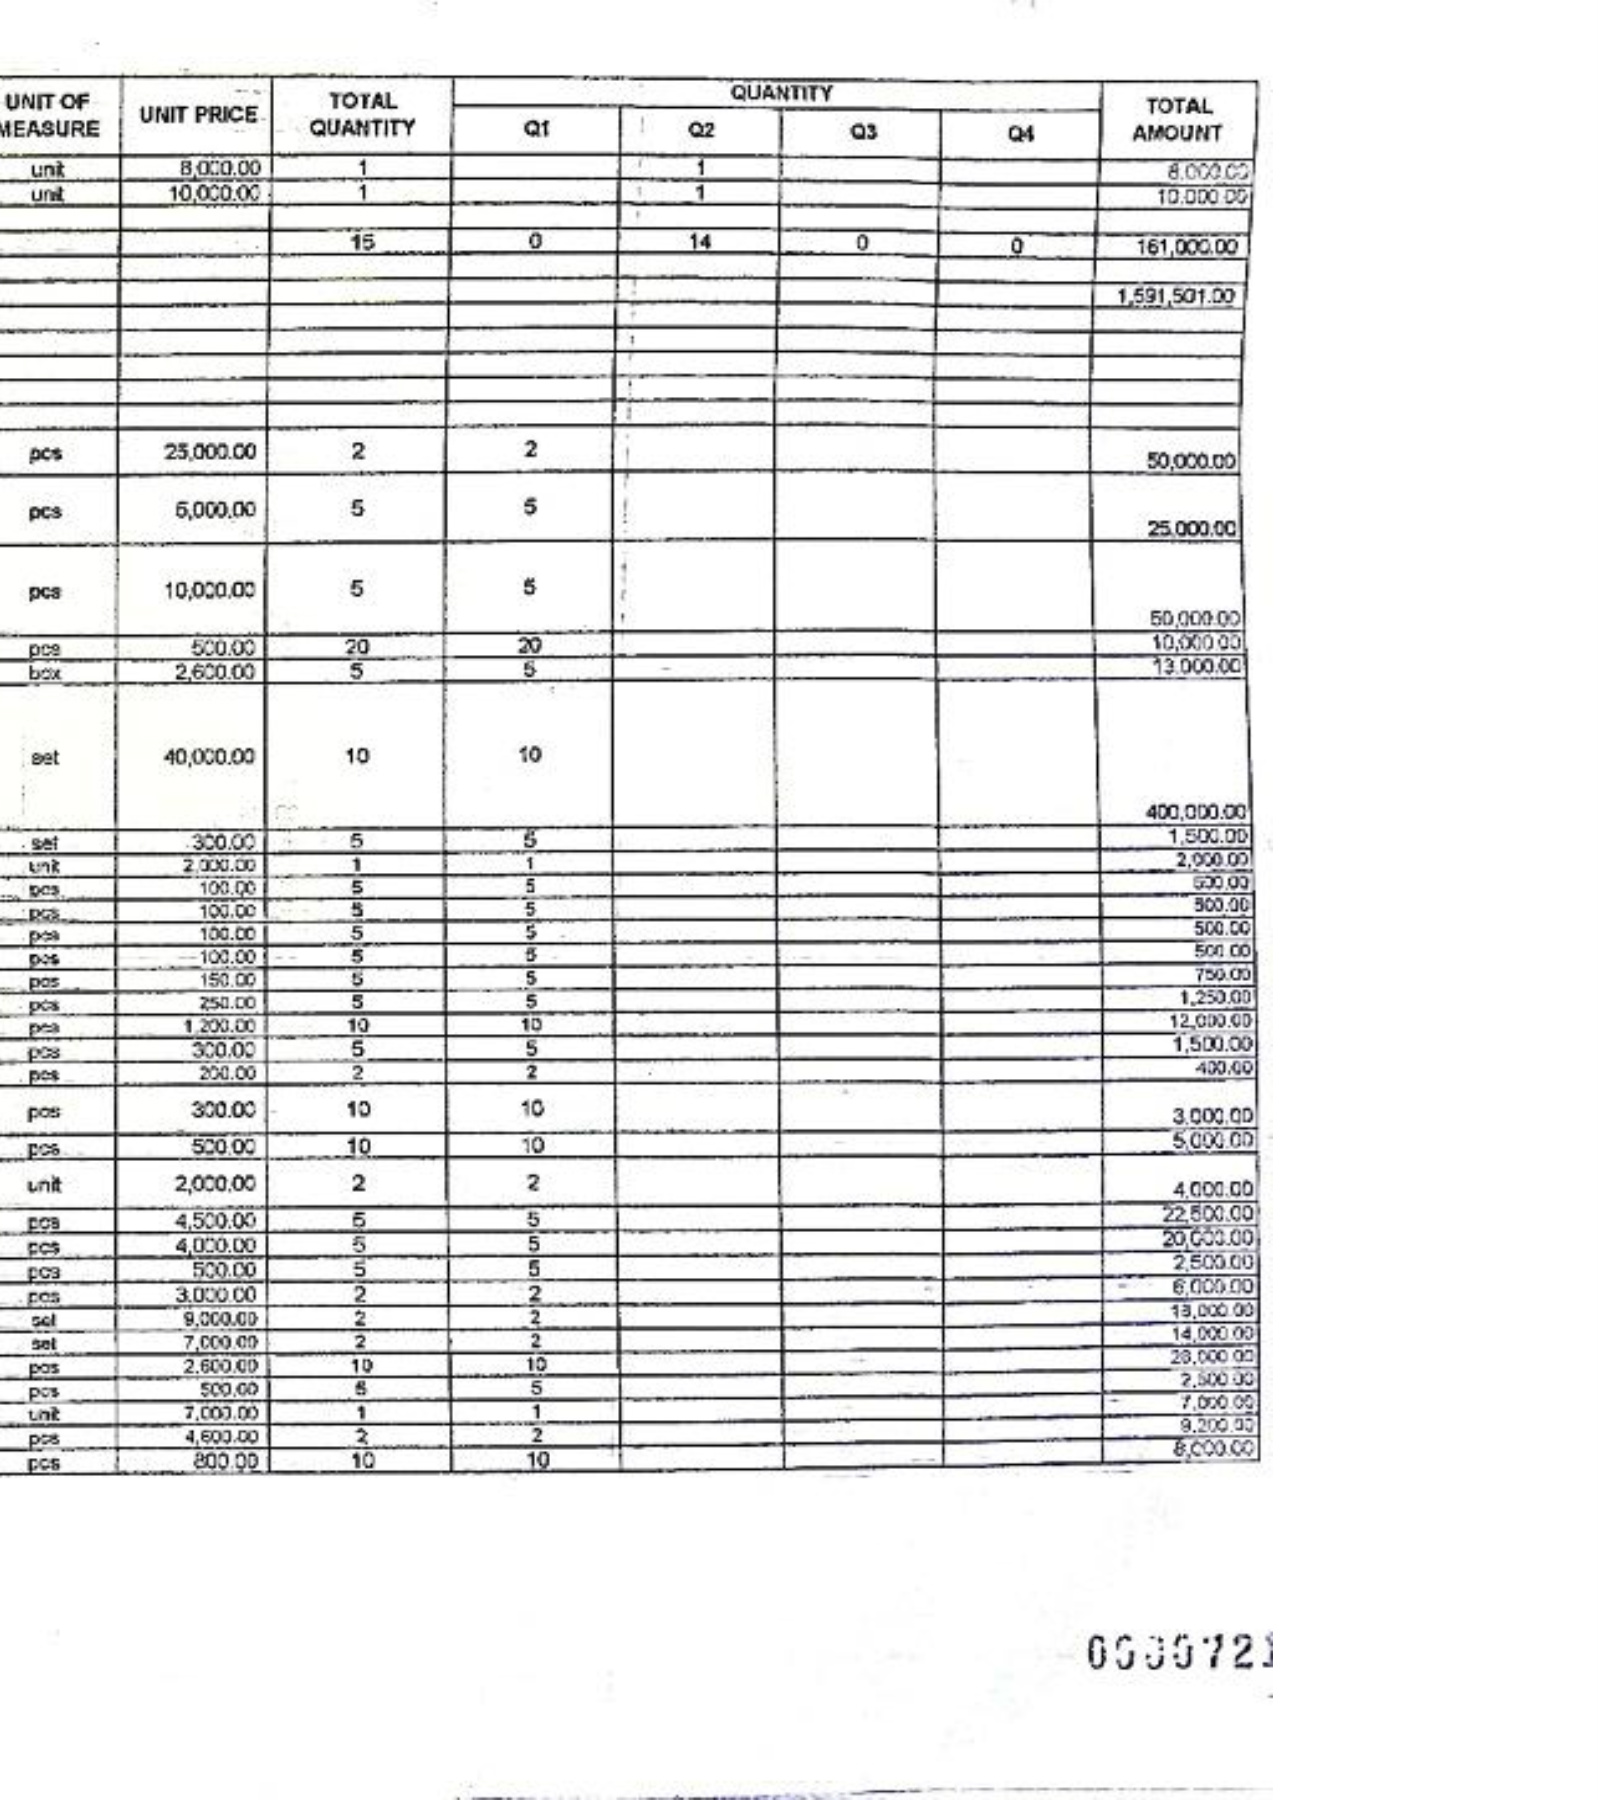 UNIT OF MEASURE UNIT PRICE TOTAL QUANTITY QUANTITY TOTAL AMOUNT
Q1 Q2 Q3 Q4
unit 8,000.00 1 1 8,000.00
unit 10,000.00 1 1 10,000.00
15 0 14 0 0 161,000.00
1,591,501.00
pcs 25,000.00 2 2 50,000.00
pcs 5,000.00 5 5 25,000.00
pcs 10,000.00 5 5 50,000.00
pcs 500.00 20 20 10,000.00
box 2,600.00 5 5 13,000.00
set 40,000.00 10 10 400,000.00
set 300.00 5 5 1,500.00
unit 2,000.00 1 1 2,000.00
pcs 100.00 5 5 500.00
pcs 100.00 5 5 500.00
pcs 100.00 5 5 500.00
pcs 100.00 5 5 500.00
pcs 150.00 5 5 750.00
pcs 250.00 5 5 1,250.00
pcs 1,200.00 10 10 12,000.00
pcs 300.00 5 5 1,500.00
pcs 200.00 2 2 400.00
pcs 300.00 10 10 3,000.00
pcs 500.00 10 10 5,000.00
unit 2,000.00 2 2 4,000.00
pcs 4,500.00 5 5 22,500.00
pcs 4,000.00 5 5 20,000.00
pcs 500.00 5 5 2,500.00
pcs 3,000.00 2 2 6,000.00
set 9,000.00 2 2 18,000.00
set 7,000.00 2 2 14,000.00
pcs 2,600.00 10 10 26,000.00
pcs 500.00 5 5 2,500.00
unit 7,000.00 1 1 7,000.00
pcs 4,600.00 2 2 9,200.00
pcs 800.00 10 10 8,000.00